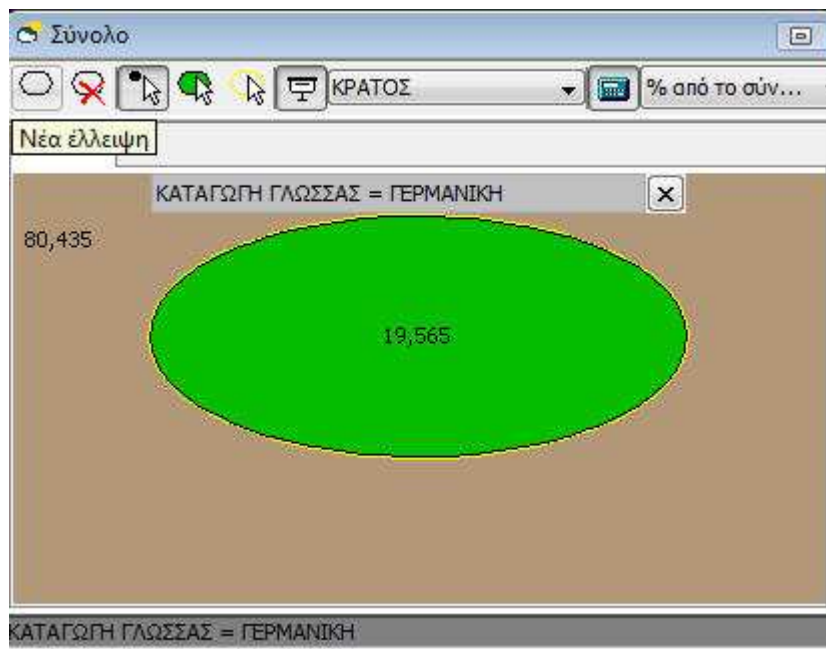 Σύνολο
ΚΡΑΤΟΣ % από το σύν...
Νέα έλλειψη
ΚΑΤΑΓΩΓΗ ΓΛΩΣΣΑΣ = ΓΕΡΜΑΝΙΚΗ
80,435
19,565
ΚΑΤΑΓΩΓΗ ΓΛΩΣΣΑΣ = ΓΕΡΜΑΝΙΚΗ